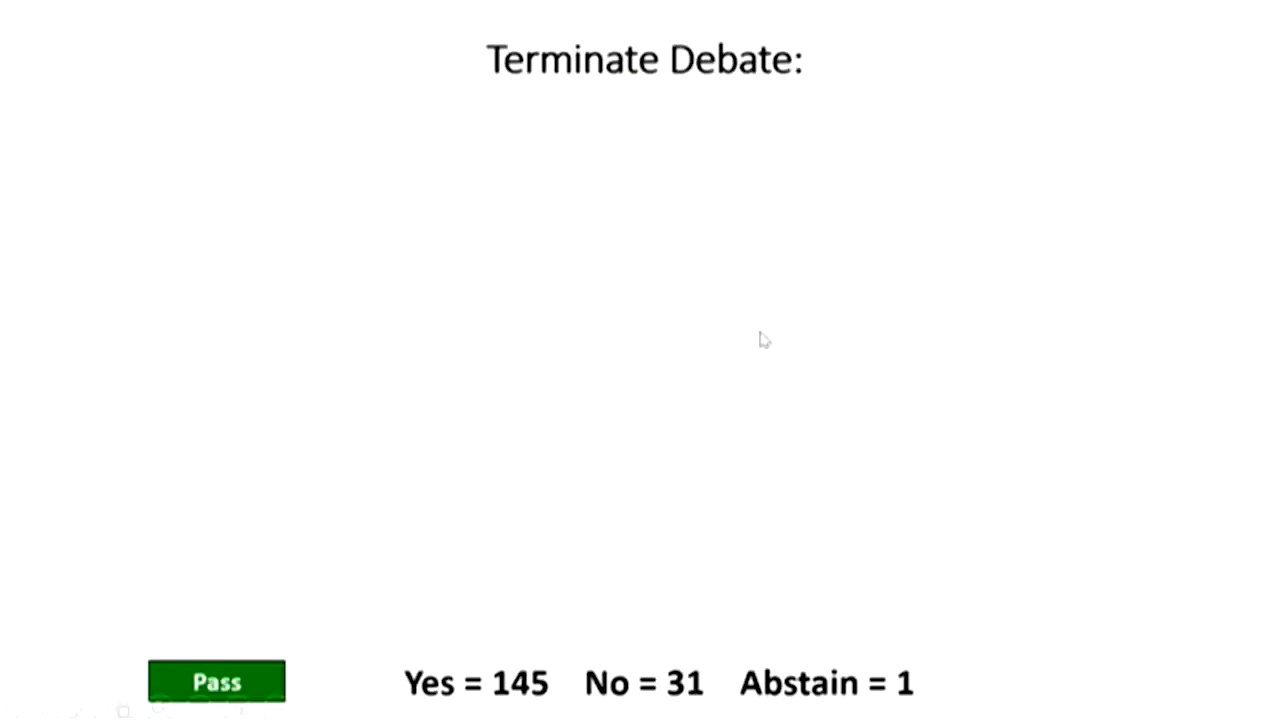 Terminate Debate:
Pass
Yes = 145 No = 31 Abstain = 1